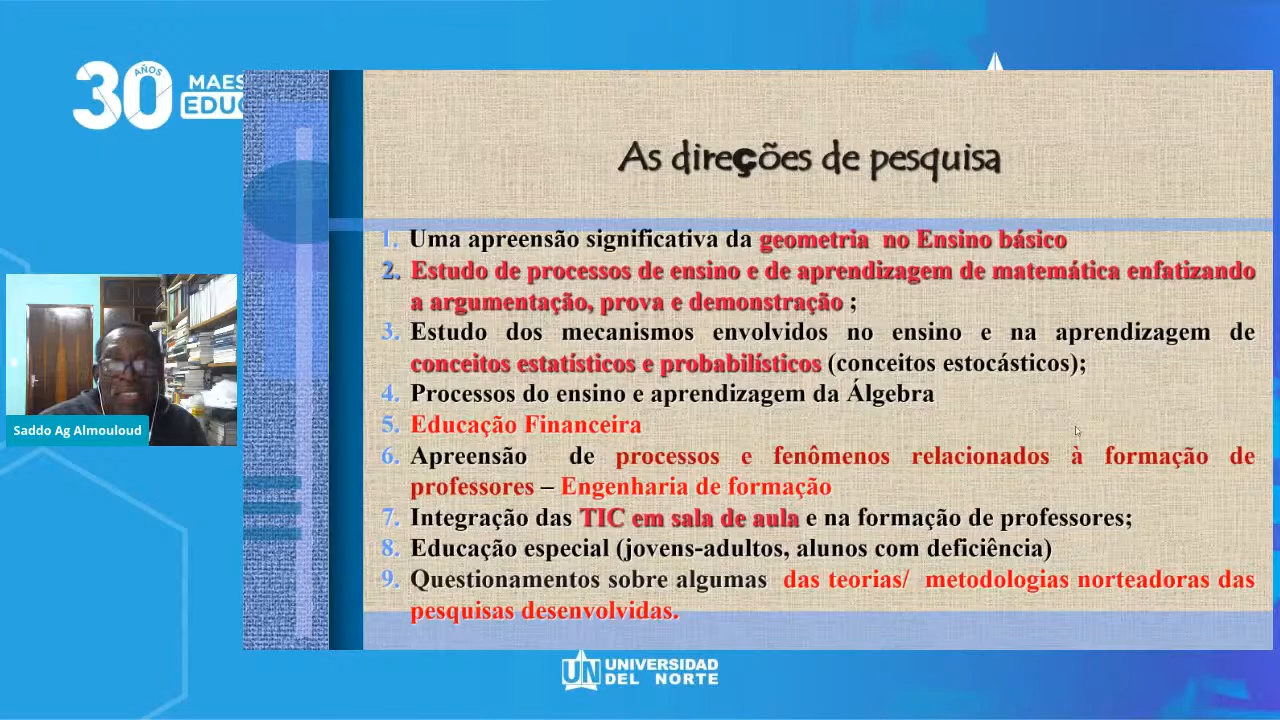 30
AÑOS
MAES
EDUC
As direções de pesquisa
1. Uma apreensão significativa da geometria no Ensino básico
2. Estudo de processos de ensino e de aprendizagem de matemática enfatizando
a argumentação, prova e demonstração ;
3. Estudo dos mecanismos envolvidos no ensino e na aprendizagem de
conceitos estatísticos e probabilísticos (conceitos estocásticos);
4. Processos do ensino e aprendizagem da Álgebra
5. Educação Financeira
6. Apreensão de processos e fenômenos relacionados à formação de
professores – Engenharia de formação
7. Integração das TIC em sala de aula e na formação de professores;
8. Educação especial (jovens-adultos, alunos com deficiência)
9. Questionamentos sobre algumas das teorias/ metodologias norteadoras das
pesquisas desenvolvidas.
Saddo Ag Almouloud
UN UNIVERSIDAD
DEL NORTE